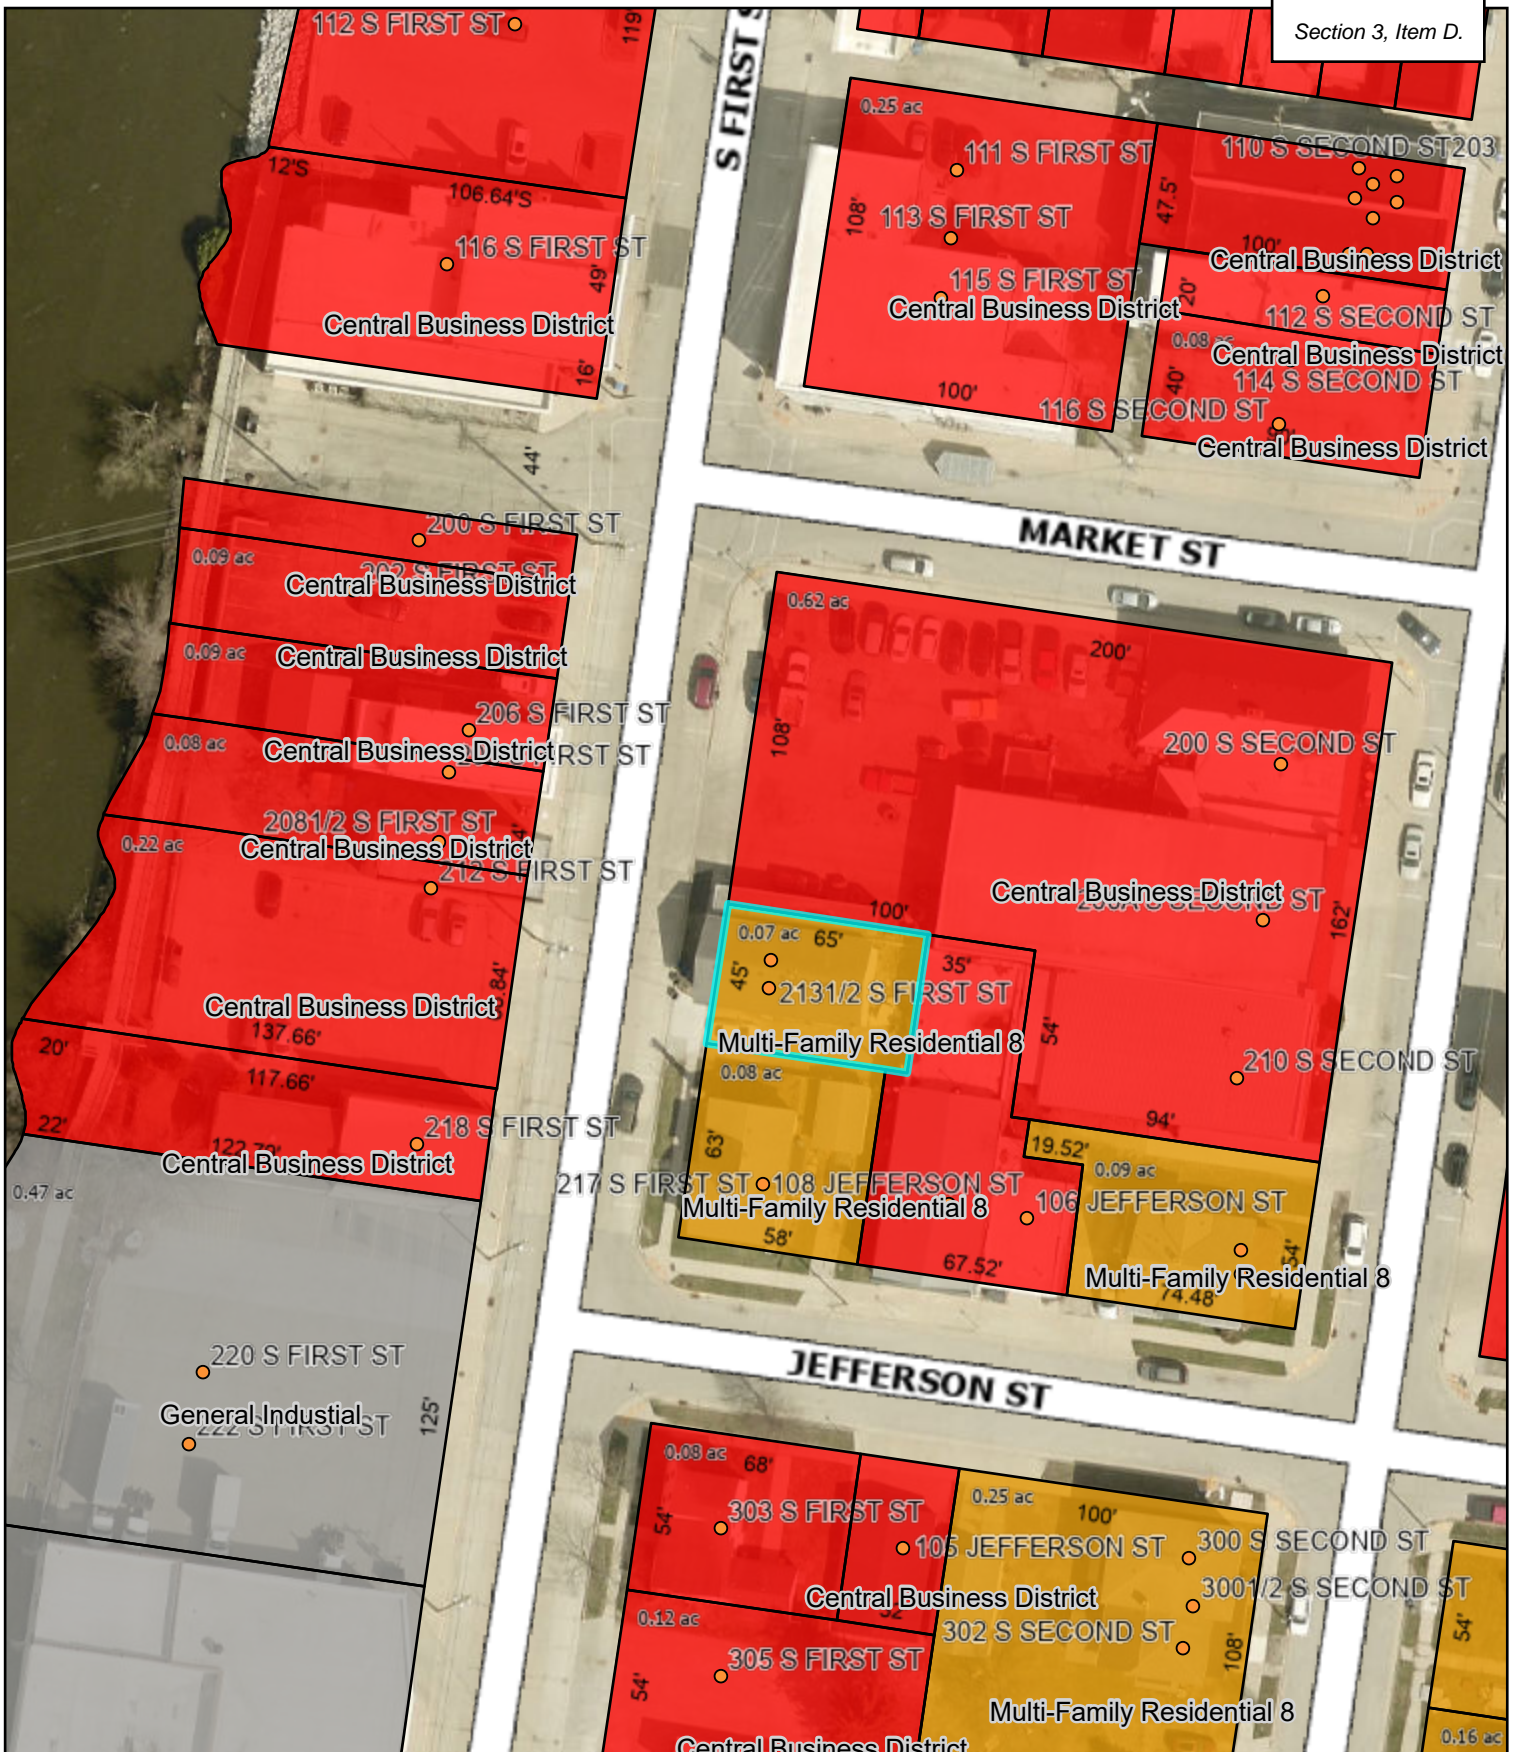 Section 3, Item D.
112 S FIRST ST
119'
S FIRST S
12'S
106.64'S
116 S FIRST ST
49'
Central Business District
16'
44'
0.25 ac
111 S FIRST ST
108'
113 S FIRST ST
115 S FIRST ST
Central Business District
100'
110 S SECOND ST203
47.5'
100'
Central Business District
20'
112 S SECOND ST
0.08 ac
Central Business District
40'
114 S SECOND ST
116 S SECOND ST
Central Business District
MARKET ST
200 S FIRST ST
0.09 ac
202 S FIRST ST
Central Business District
0.09 ac
Central Business District
206 S FIRST ST
0.08 ac
Central Business District
RST ST
2081/2 S FIRST ST
4'
0.22 ac
Central Business District
212 S FIRST ST
.84'
Central Business District
137.66'
20'
117.66'
22'
122.79'
218 S FIRST ST
Central Business District
0.62 ac
200'
108'
200 S SECOND ST
Central Business District
162'
100'
0.07 ac
65'
45'
2131/2 S FIRST ST
35'
54'
Multi-Family Residential 8
0.08 ac
210 S SECOND ST
94'
63'
19.52'
0.09 ac
217 S FIRST ST
108 JEFFERSON ST
106 JEFFERSON ST
Multi-Family Residential 8
58'
67.52'
54'
Multi-Family Residential 8
74.48'
0.47 ac
220 S FIRST ST
General Industial
222 S FIRST ST
125'
JEFFERSON ST
0.08 ac
68'
54'
303 S FIRST ST
105 JEFFERSON ST
Central Business District
0.25 ac
100'
300 S SECOND ST
3001/2 S SECOND ST
302 S SECOND ST
108'
Multi-Family Residential 8
0.12 ac
305 S FIRST ST
54'
Central Business District
54'
0.16 ac